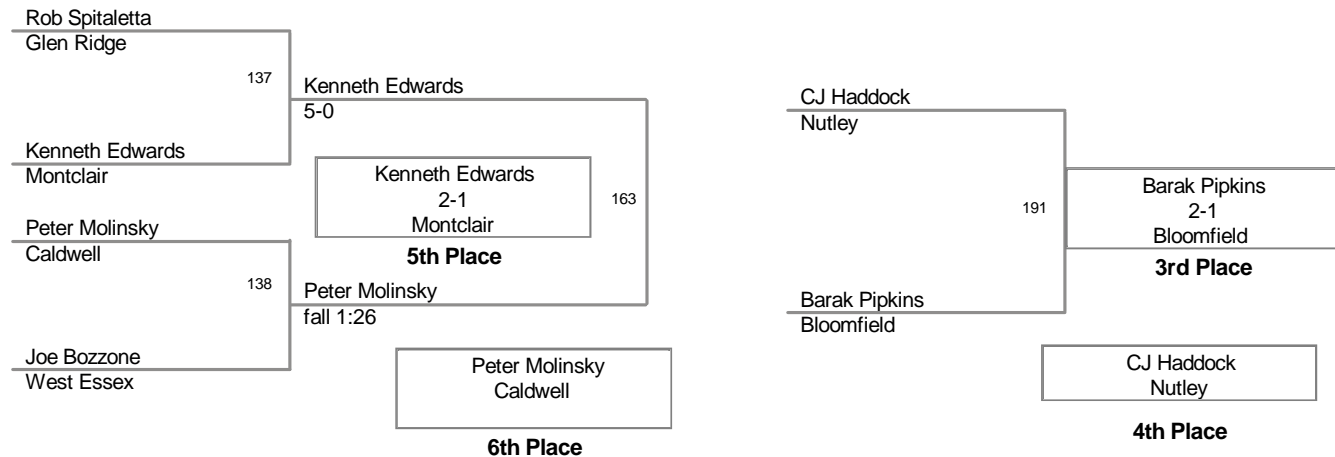 Rob Spitaletta
Glen Ridge
137
Kenneth Edwards
5-0
Kenneth Edwards
Montclair
Kenneth Edwards
2-1
Montclair
5th Place
163
Peter Molinsky
Caldwell
138
Peter Molinsky
fall 1:26
Joe Bozzone
West Essex
Peter Molinsky
Caldwell
6th Place
CJ Haddock
Nutley
191
Barak Pipkins
2-1
Bloomfield
3rd Place
Barak Pipkins
Bloomfield
CJ Haddock
Nutley
4th Place